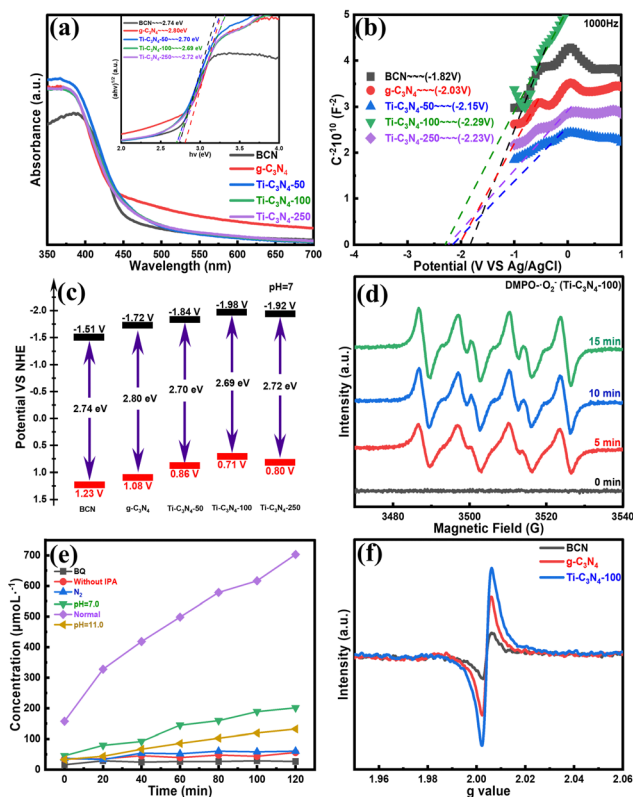 (a)
BCN~~~2.74 eV
g-C₃N₄~~~2.80eV
Ti-C₃N₄-50~~~2.70 eV
Ti-C₃N₄-100~~~2.69 eV
Ti-C₃N₄-250~~~2.72 eV
(ahv)^1/2 (a.u.)
2.0 2.4 2.8 3.2 3.6 4.0
hv (eV)
BCN
g-C₃N₄
Ti-C₃N₄-50
Ti-C₃N₄-100
Ti-C₃N₄-250
Absorbance (a.u.)
350 400 450 500 550 600 650 700
Wavelength (nm)
(b)
1000Hz
BCN~~~(-1.82V)
g-C₃N₄~~~(-2.03V)
Ti-C₃N₄-50~~~(-2.15V)
Ti-C₃N₄-100~~~(-2.29V)
Ti-C₃N₄-250~~~(-2.23V)
C⁻²10¹⁰ (F⁻²)
5
4
3
2
1
0
-4 -3 -2 -1 0 1
Potential (V VS Ag/AgCl)
(c)
pH=7
Potential VS NHE
-2.0
-1.5
-1.0
-0.5
0.0
0.5
1.0
1.5
-1.51 V -1.72 V -1.84 V -1.98 V -1.92 V
2.74 eV 2.80 eV 2.70 eV 2.69 eV 2.72 eV
1.23 V 1.08 V 0.86 V 0.71 V 0.80 V
BCN g-C₃N₄ Ti-C₃N₄-50 Ti-C₃N₄-100 Ti-C₃N₄-250
(d)
DMPO-·O₂⁻ (Ti-C₃N₄-100)
15 min
10 min
5 min
0 min
Intensity (a.u.)
3480 3500 3520 3540
Magnetic Field (G)
(e)
BQ
Without IPA
N₂
pH=7.0
Normal
pH=11.0
Concentration (μmoL·L⁻¹)
700
600
500
400
300
200
100
0
0 20 40 60 80 100 120
Time (min)
(f)
BCN
g-C₃N₄
Ti-C₃N₄-100
Intensity (a.u.)
1.96 1.98 2.00 2.02 2.04 2.06
g value